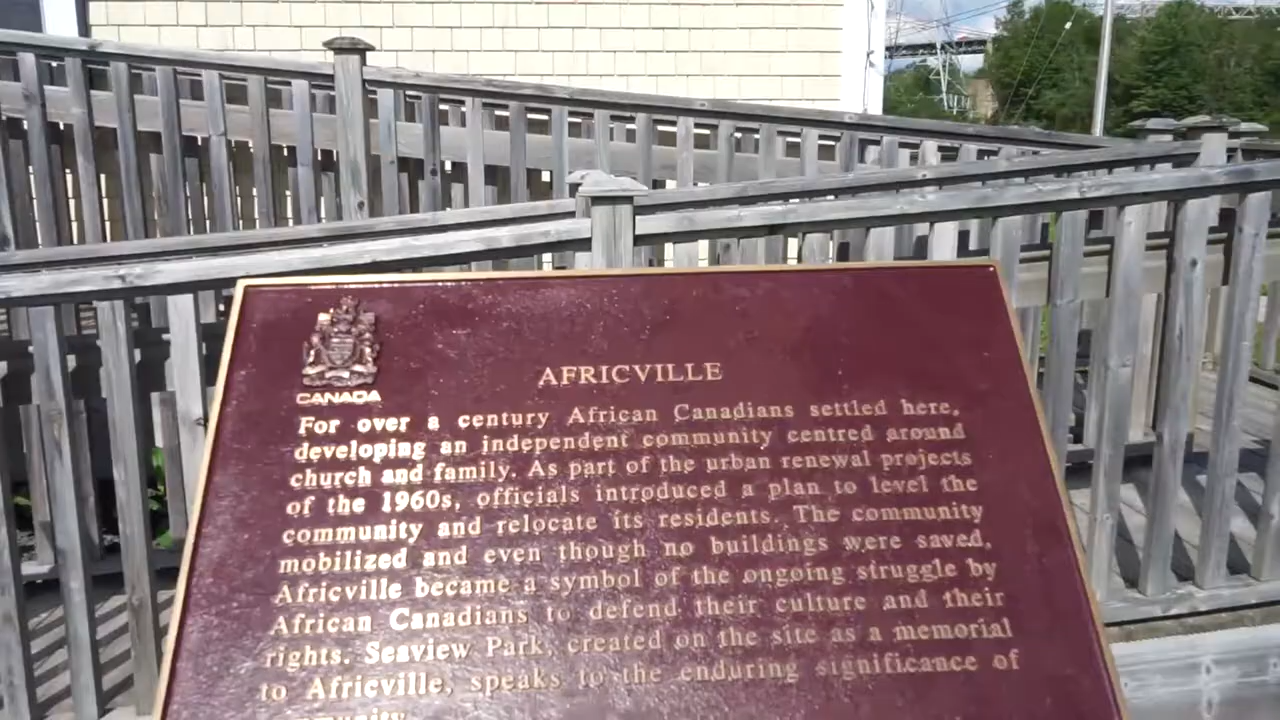 CANADA
AFRICVILLE
For over a century African Canadians settled here,
developing an independent community centred around
church and family. As part of the urban renewal projects
of the 1960s, officials introduced a plan to level the
community and relocate its residents. The community
mobilized and even though no buildings were saved,
Africville became a symbol of the ongoing struggle by
African Canadians to defend their culture and their
rights. Seaview Park, created on the site as a memorial
to Africville, speaks to the enduring significance of